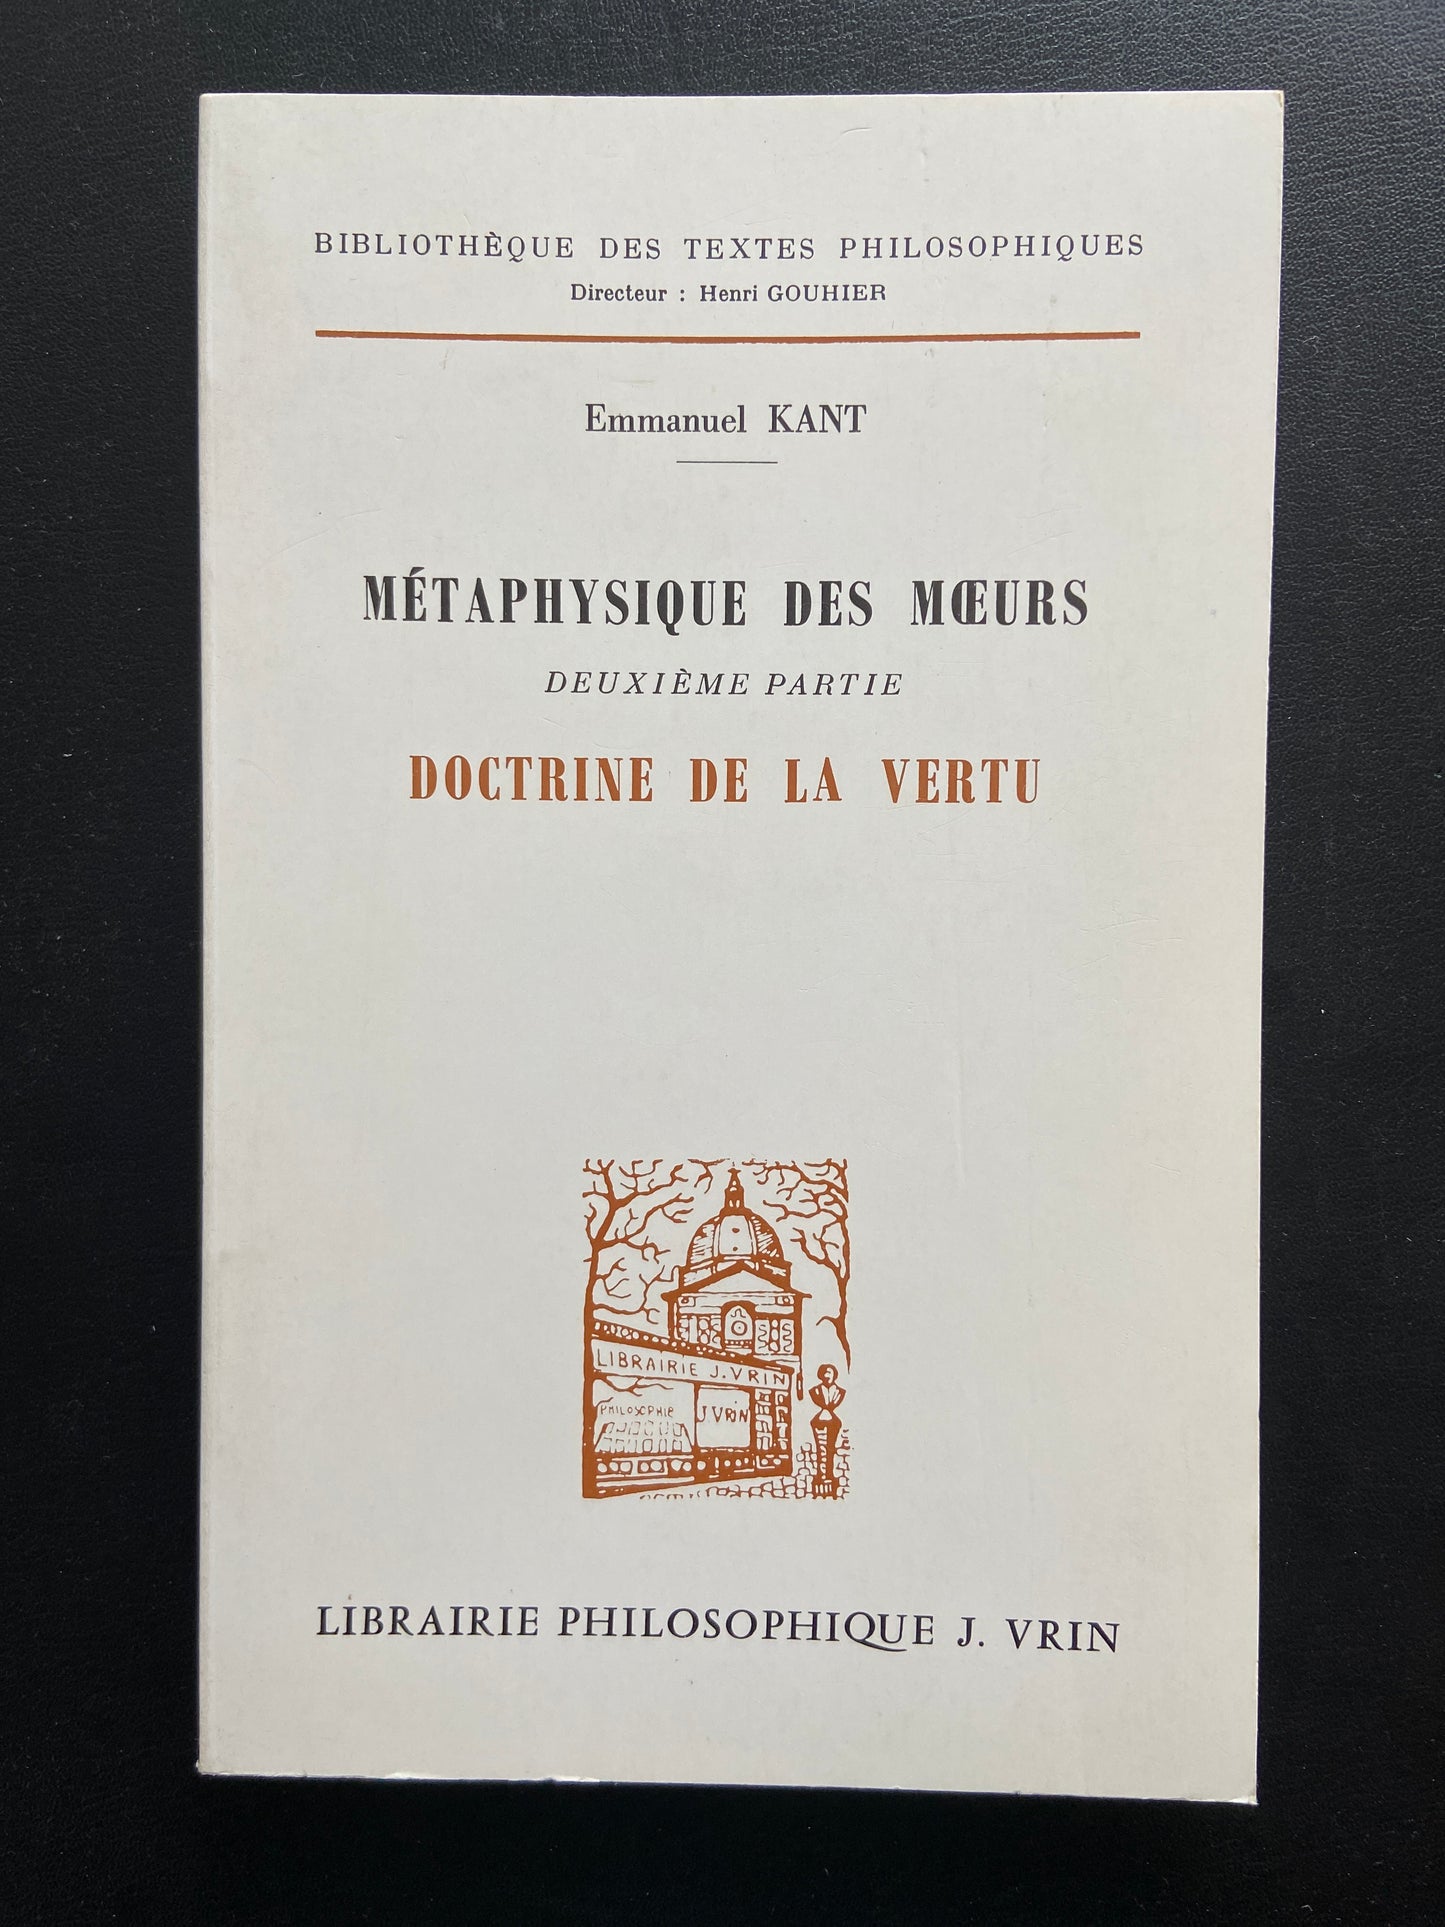 BIBLIOTHÈQUE DES TEXTES PHILOSOPHIQUES
Directeur : Henri GOUHIER
Emmanuel KANT
MÉTAPHYSIQUE DES MŒURS
DEUXIÈME PARTIE
DOCTRINE DE LA VERTU
LIBRAIRIE J. VRIN
PHILOSOPHIE
J VRIN
LIBRAIRIE PHILOSOPHIQUE J. VRIN